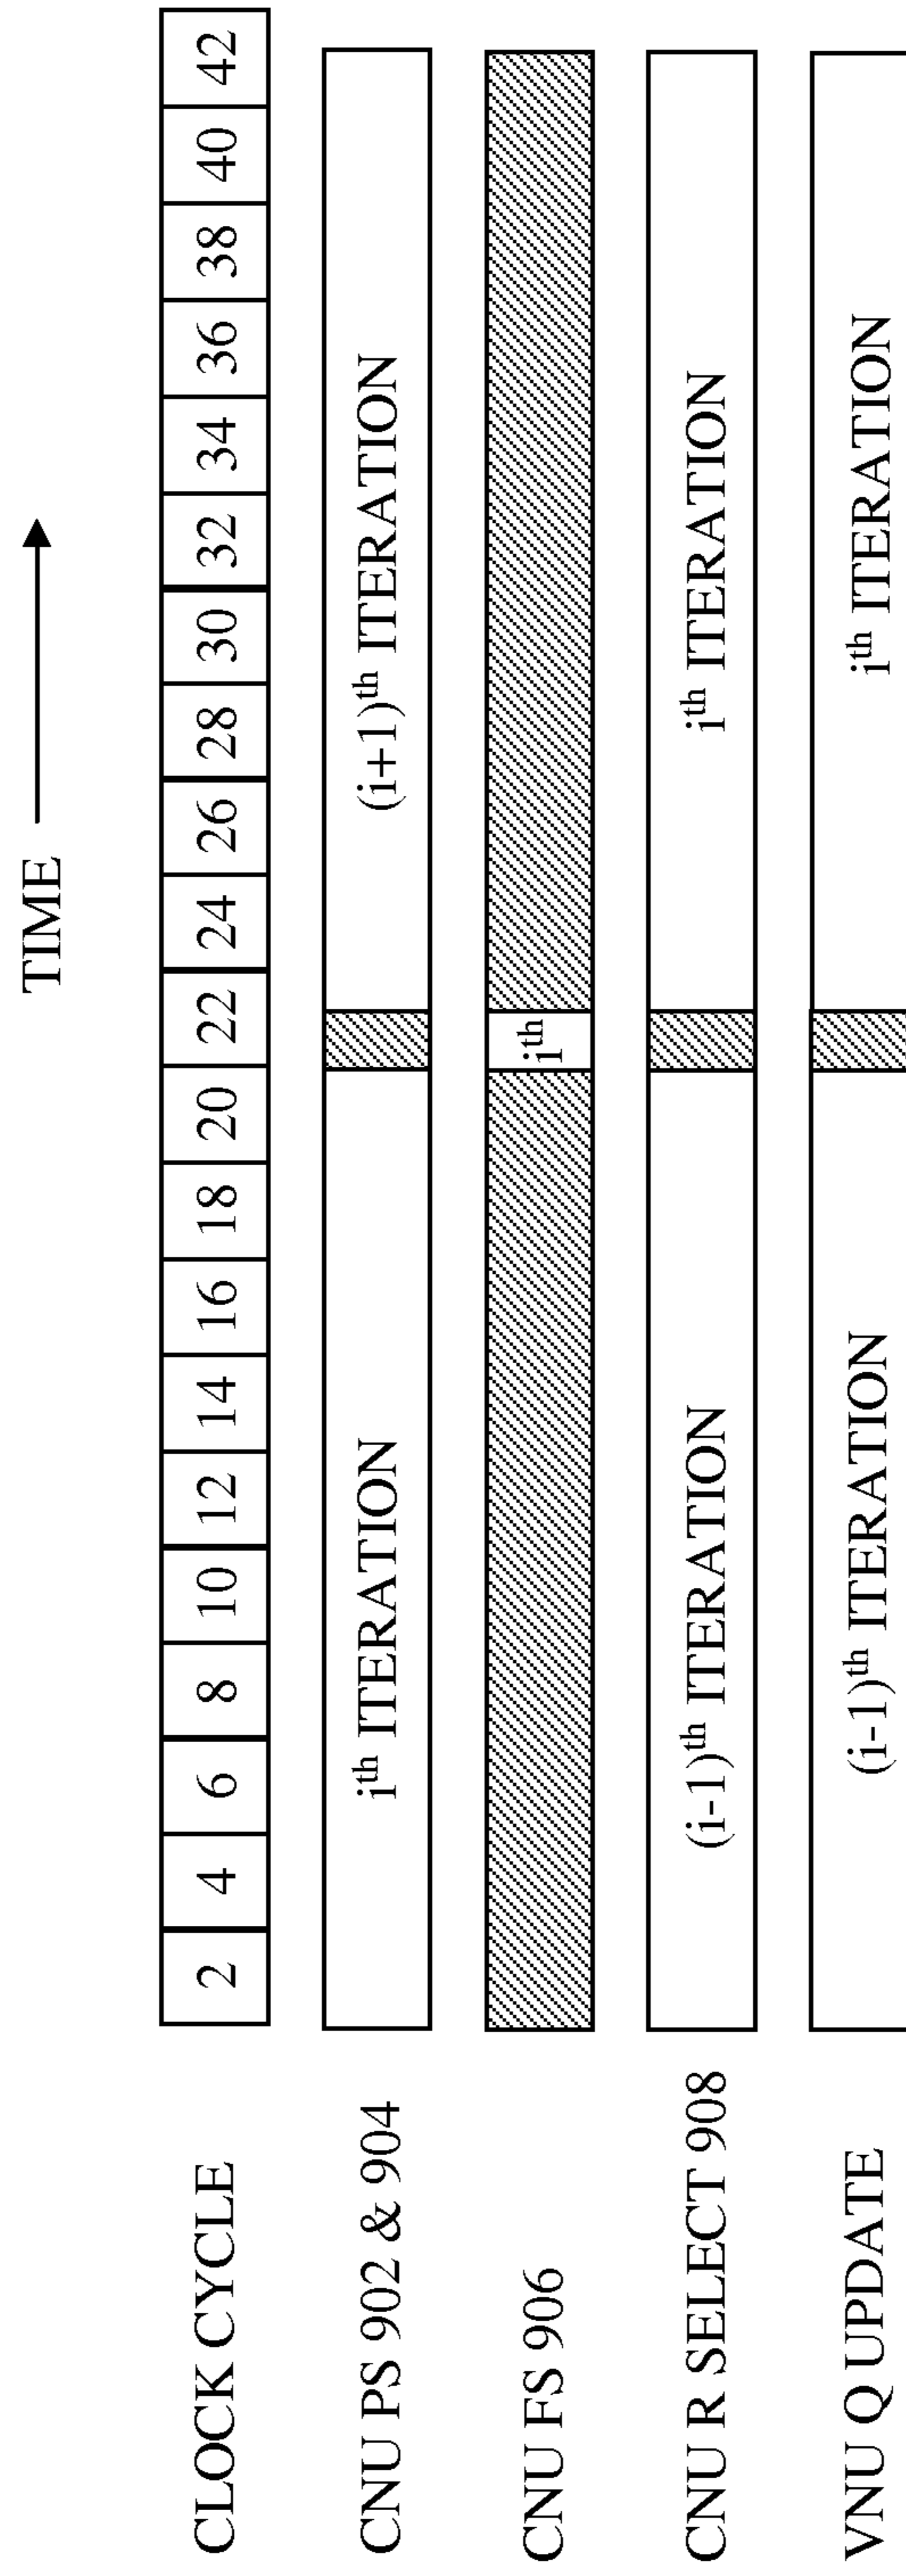 TIME
CLOCK CYCLE 2 4 6 8 10 12 14 16 18 20 22 24 26 28 30 32 34 36 38 40 42
CNU PS 902 & 904 ith ITERATION (i+1)th ITERATION
CNU FS 906 ith
CNU R SELECT 908 (i-1)th ITERATION ith ITERATION
VNU Q UPDATE (i-1)th ITERATION ith ITERATION